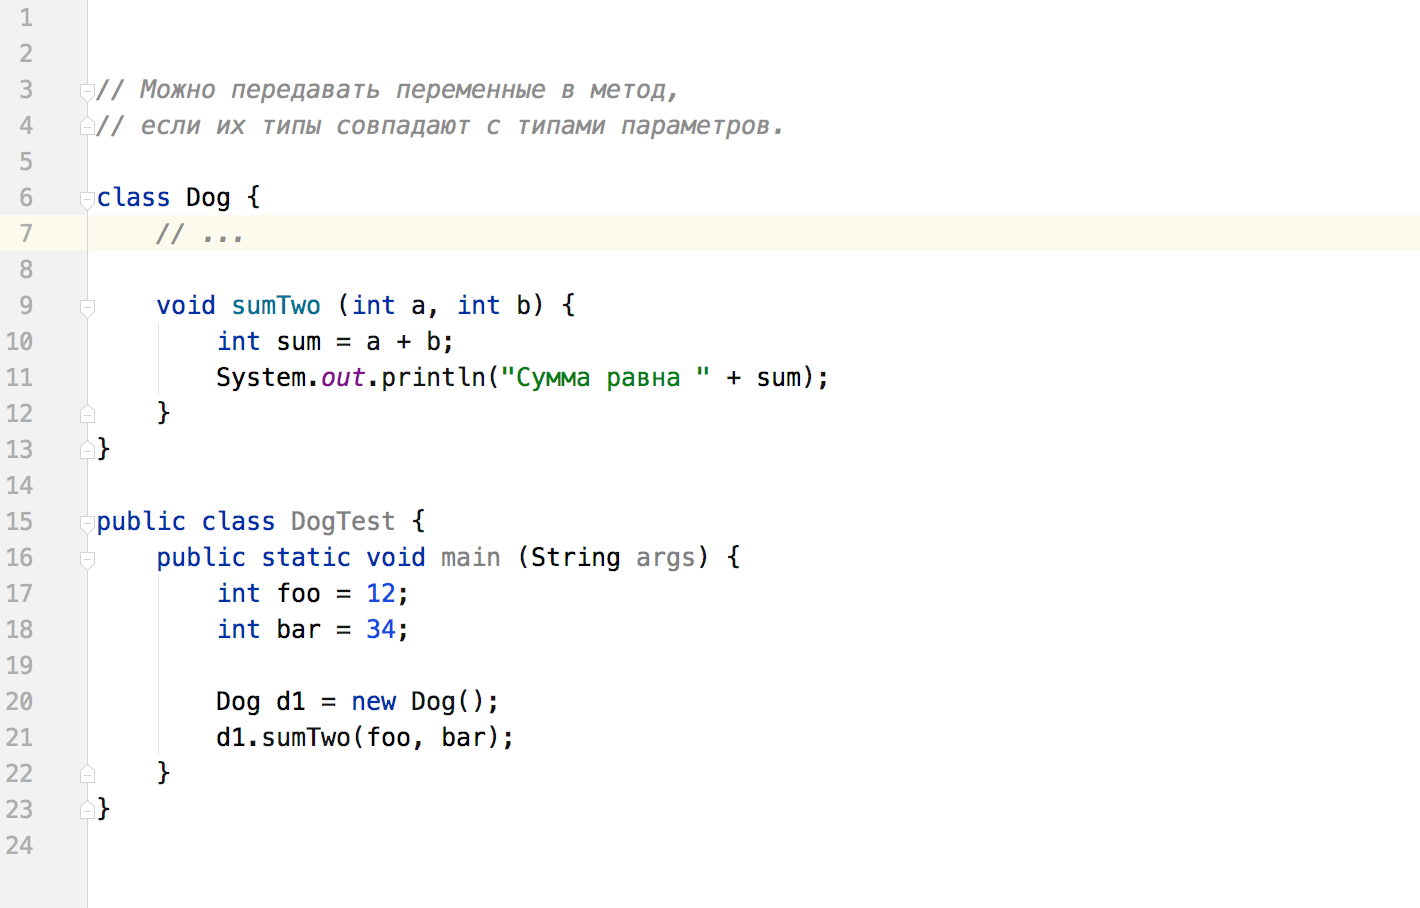 1
2
3 // Можно передавать переменные в метод,
4 // если их типы совпадают с типами параметров.
5
6 class Dog {
7     // ...
8
9     void sumTwo (int a, int b) {
10         int sum = a + b;
11         System.out.println("Сумма равна " + sum);
12     }
13 }
14
15 public class DogTest {
16     public static void main (String args) {
17         int foo = 12;
18         int bar = 34;
19
20         Dog d1 = new Dog();
21         d1.sumTwo(foo, bar);
22     }
23 }
24